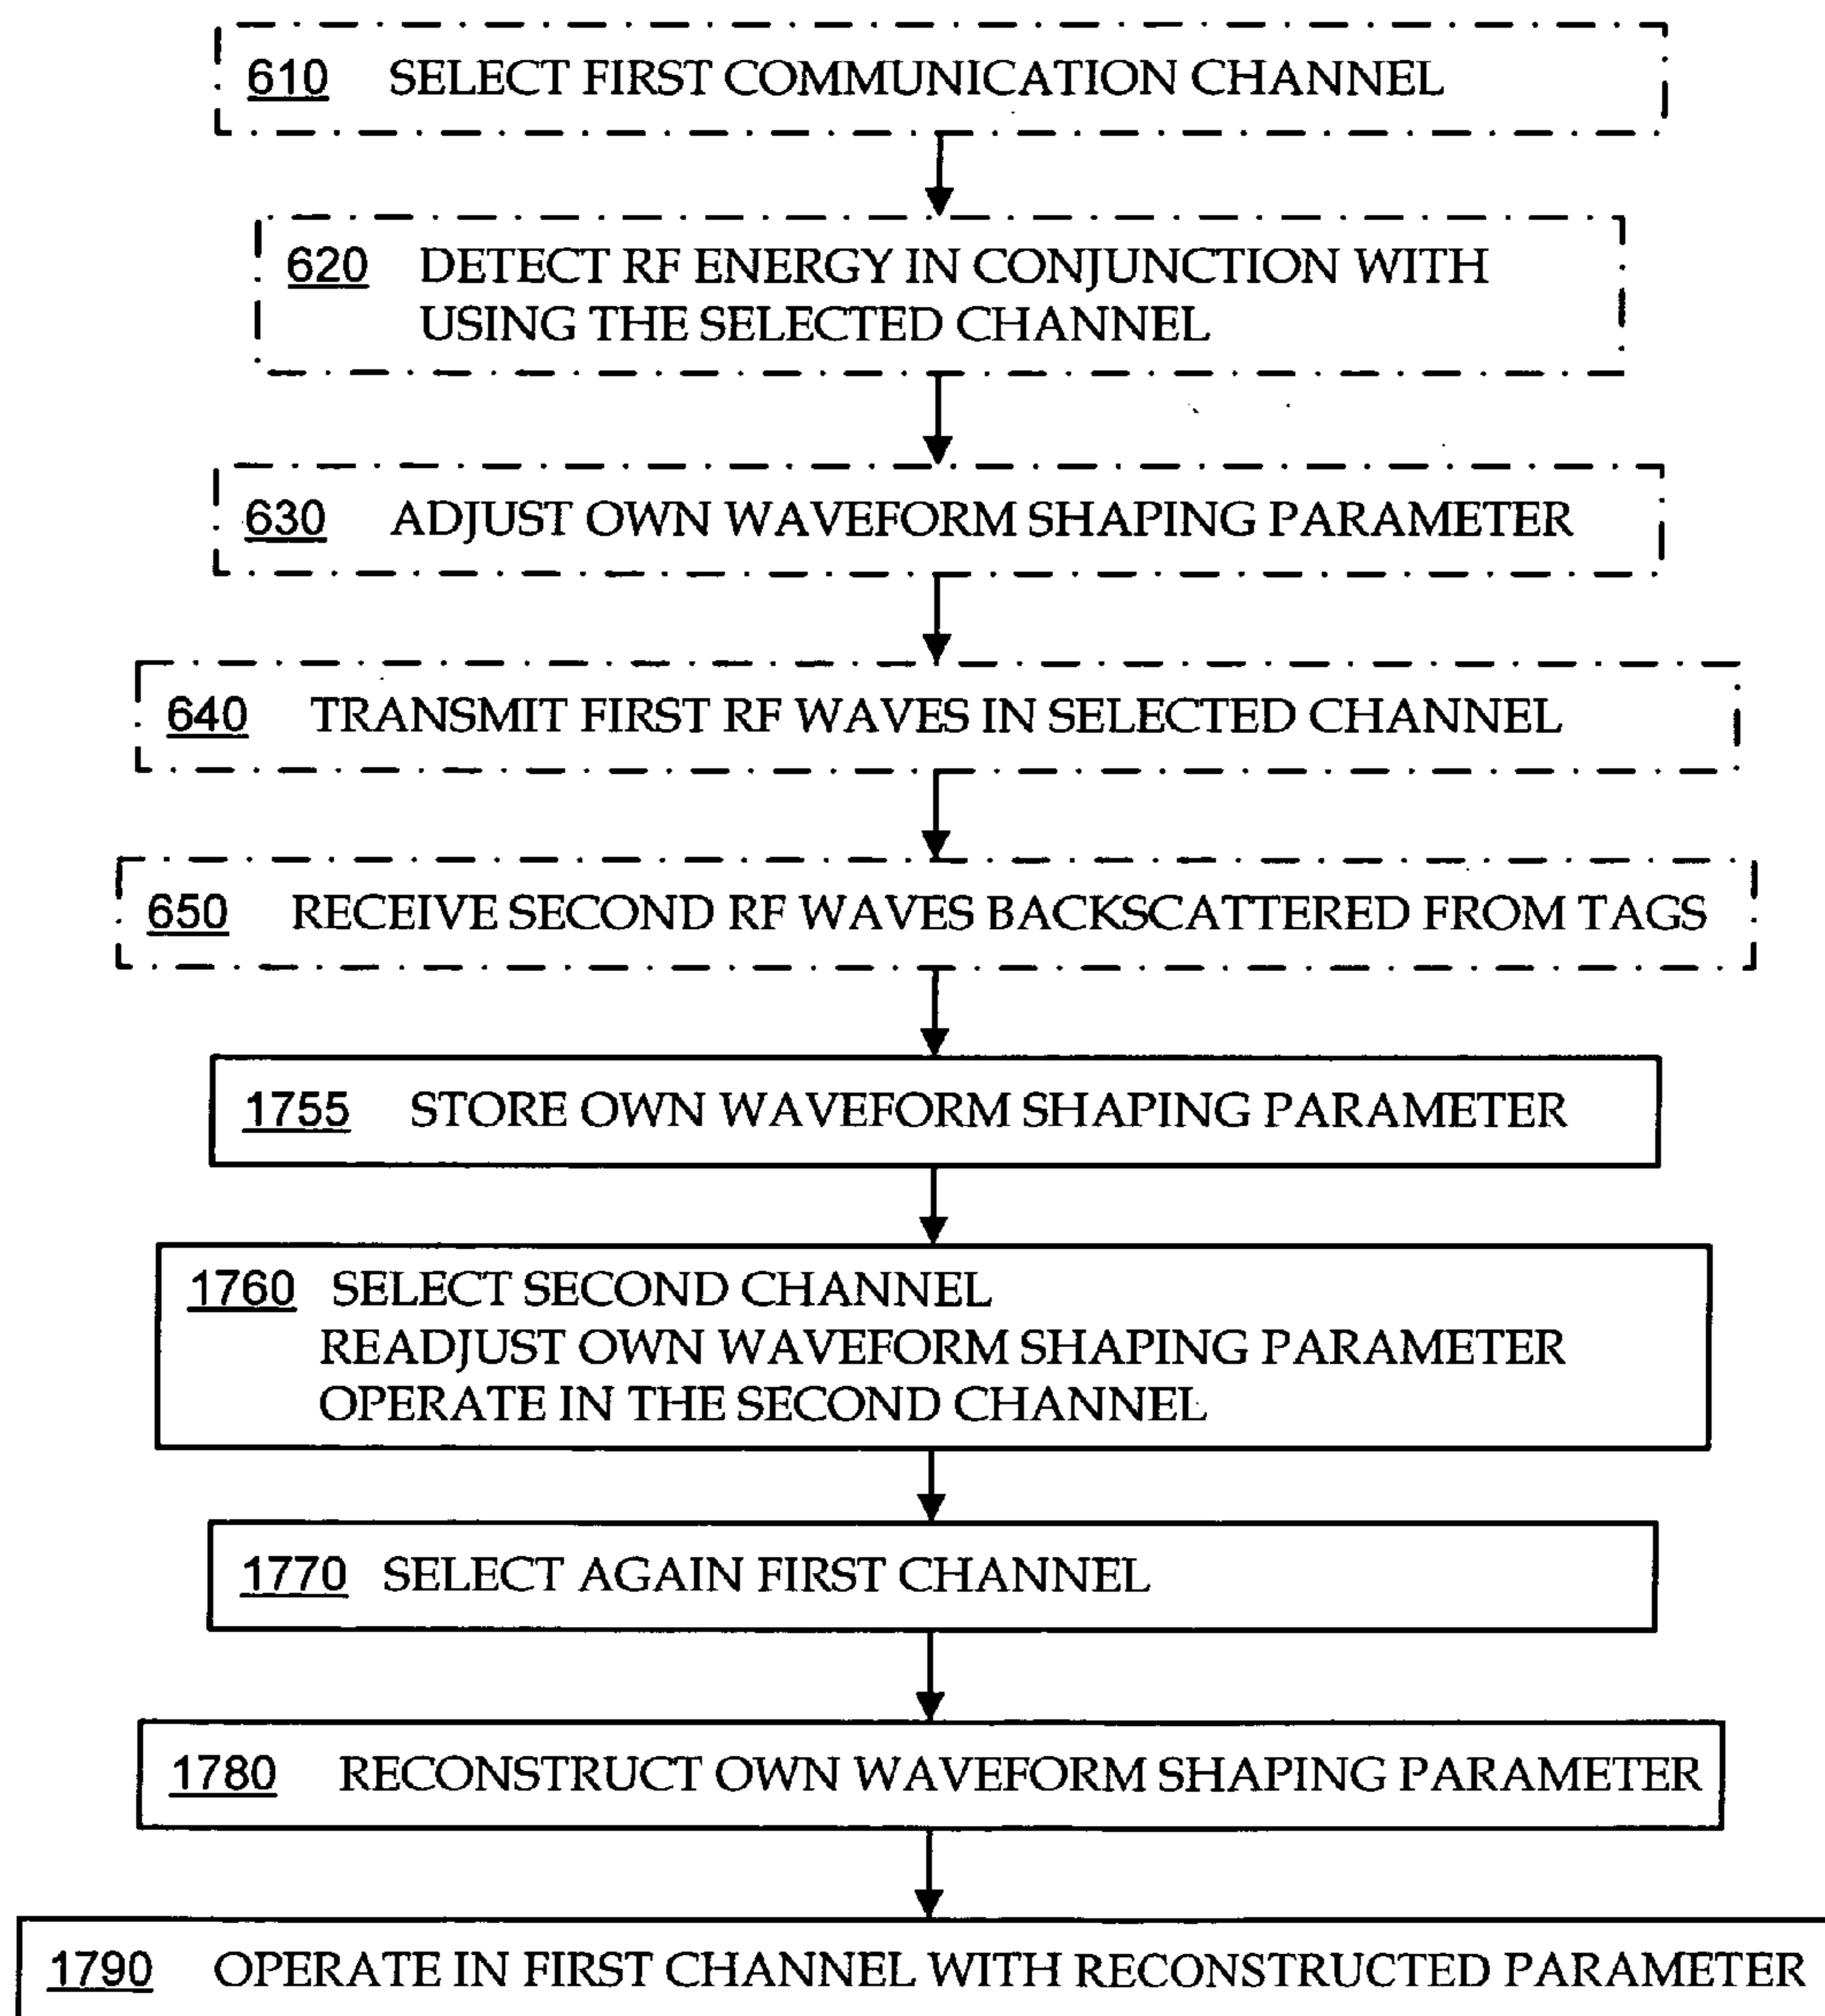 610 SELECT FIRST COMMUNICATION CHANNEL
620 DETECT RF ENERGY IN CONJUNCTION WITH
USING THE SELECTED CHANNEL
630 ADJUST OWN WAVEFORM SHAPING PARAMETER
640 TRANSMIT FIRST RF WAVES IN SELECTED CHANNEL
650 RECEIVE SECOND RF WAVES BACKSCATTERED FROM TAGS
1755 STORE OWN WAVEFORM SHAPING PARAMETER
1760 SELECT SECOND CHANNEL
READJUST OWN WAVEFORM SHAPING PARAMETER
OPERATE IN THE SECOND CHANNEL
1770 SELECT AGAIN FIRST CHANNEL
1780 RECONSTRUCT OWN WAVEFORM SHAPING PARAMETER
1790 OPERATE IN FIRST CHANNEL WITH RECONSTRUCTED PARAMETER